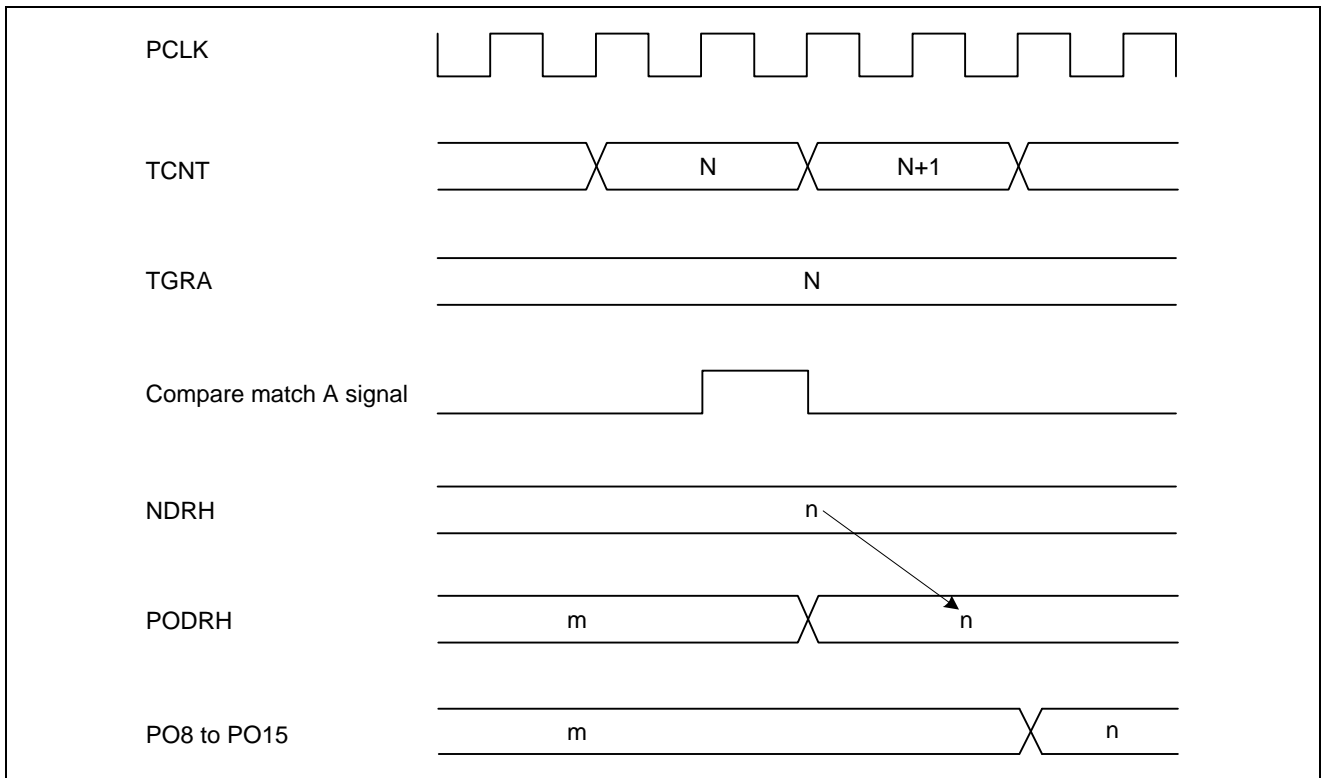 PCLK
TCNT N N+1
TGRA N
Compare match A signal
NDRH n
PODRH m n
PO8 to PO15 m n